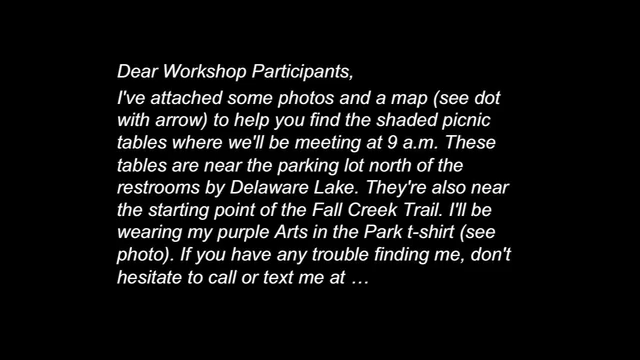 Dear Workshop Participants,
I've attached some photos and a map (see dot
with arrow) to help you find the shaded picnic
tables where we'll be meeting at 9 a.m. These
tables are near the parking lot north of the
restrooms by Delaware Lake. They're also near
the starting point of the Fall Creek Trail. I'll be
wearing my purple Arts in the Park t-shirt (see
photo). If you have any trouble finding me, don't
hesitate to call or text me at …